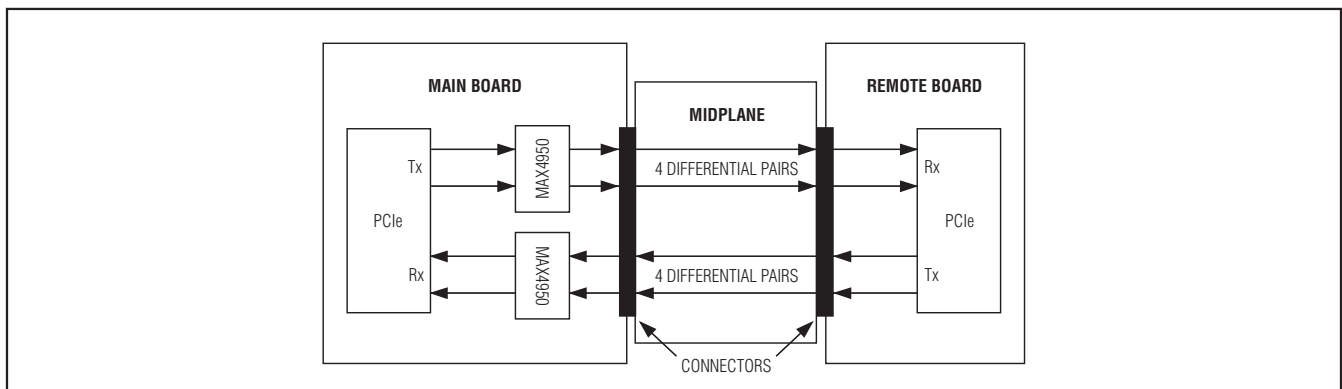 MAIN BOARD
MIDPLANE
REMOTE BOARD
Tx
MAX4950
4 DIFFERENTIAL PAIRS
Rx
PCIe
PCIe
Rx
MAX4950
4 DIFFERENTIAL PAIRS
Tx
CONNECTORS